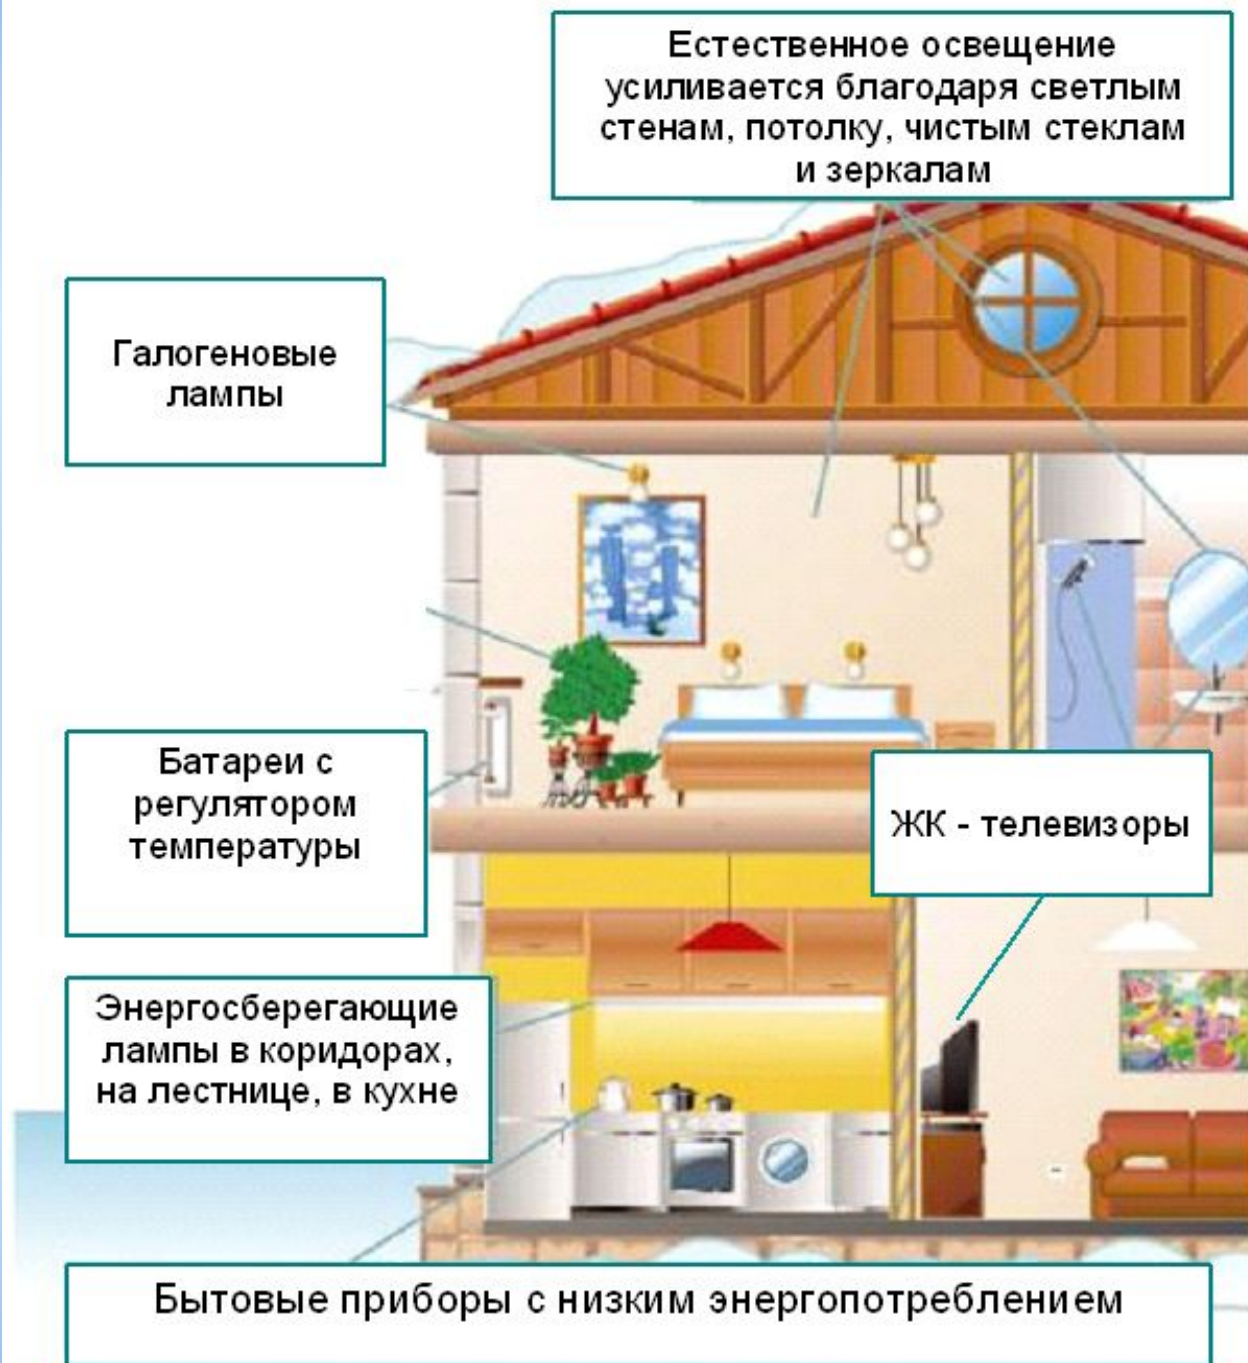 Естественное освещение
усиливается благодаря светлым
стенам, потолку, чистым стеклам
и зеркалам
Галогеновые
лампы
Батареи с
регулятором
температуры
ЖК - телевизоры
Энергосберегающие
лампы в коридорах,
на лестнице, в кухне
Бытовые приборы с низким энергопотреблением